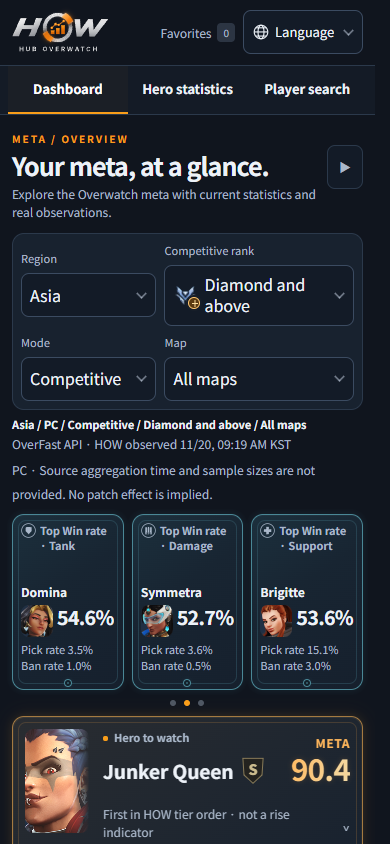 HOW
HUB OVERWATCH
Favorites 0
Language
Dashboard
Hero statistics
Player search
META / OVERVIEW
Your meta, at a glance.
Explore the Overwatch meta with current statistics and
real observations.
Region
Competitive rank
Asia
Diamond and
above
Mode
Map
Competitive
All maps
Asia / PC / Competitive / Diamond and above / All maps
OverFast API · HOW observed 11/20, 09:19 AM KST
PC · Source aggregation time and sample sizes are not
provided. No patch effect is implied.
Top Win rate
· Tank
Domina
54.6%
Pick rate 3.5%
Ban rate 1.0%
Top Win rate
· Damage
Symmetra
52.7%
Pick rate 3.6%
Ban rate 0.5%
Top Win rate
· Support
Brigitte
53.6%
Pick rate 15.1%
Ban rate 3.0%
Hero to watch
META
Junker Queen S
90.4
First in HOW tier order · not a rise
indicator